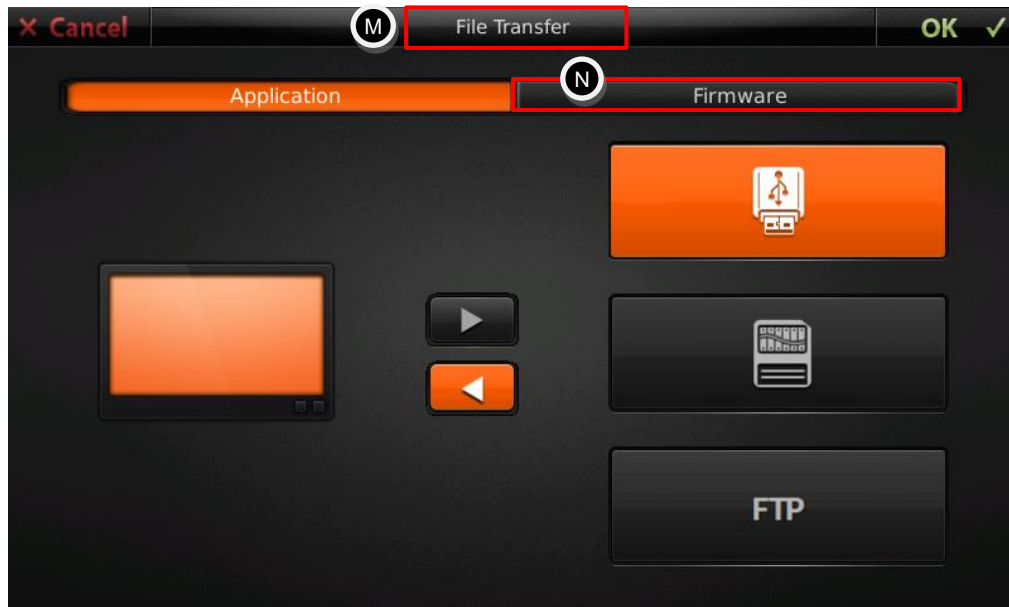 × Cancel
M
File Transfer
OK ✓
Application
N
Firmware
FTP